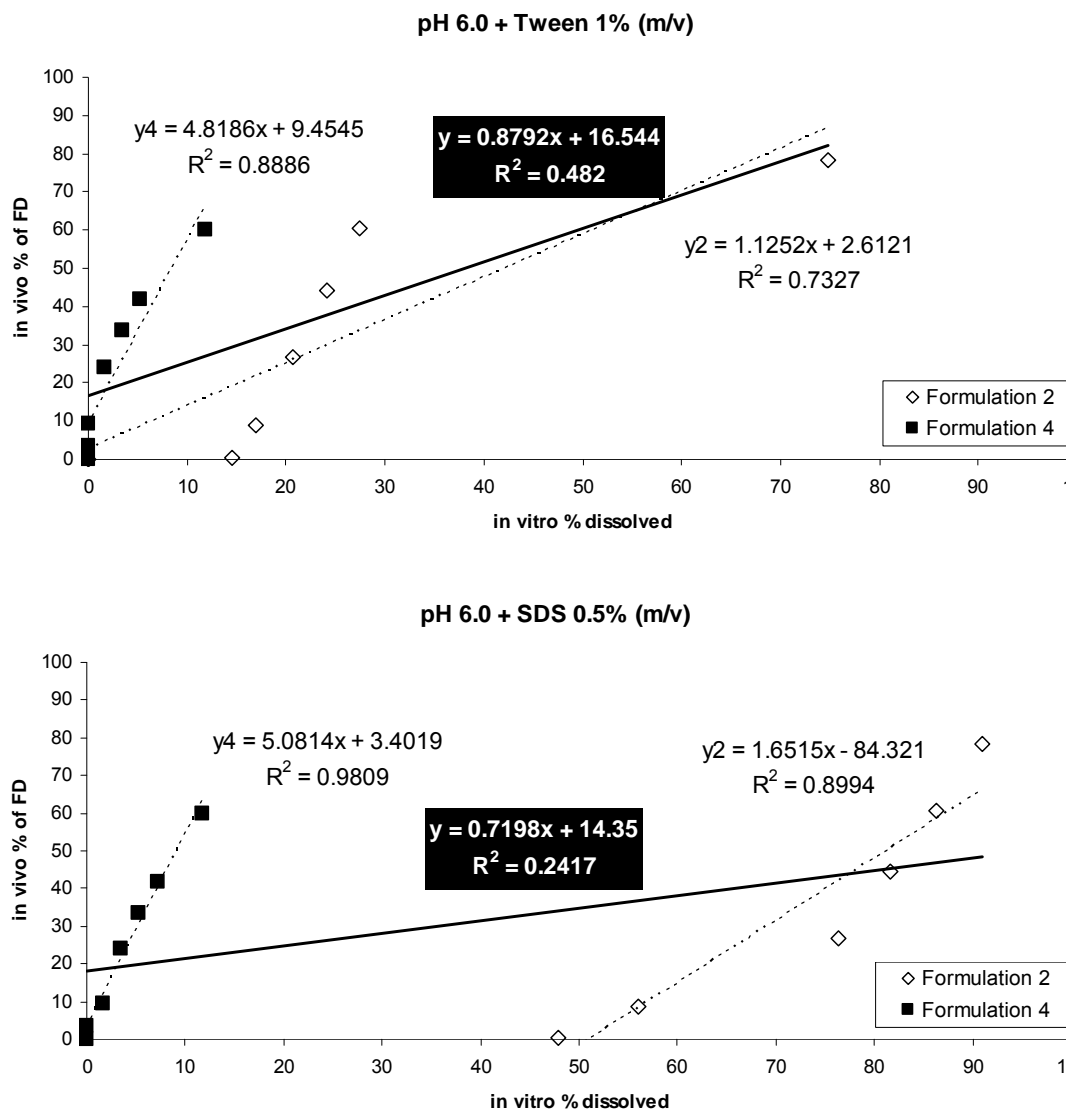 pH 6.0 + Tween 1% (m/v)
100
90
80
70
60
50
40
30
20
10
0
in vivo % of FD
y4 = 4.8186x + 9.4545
R² = 0.8886
y = 0.8792x + 16.544
R² = 0.482
y2 = 1.1252x + 2.6121
R² = 0.7327
Formulation 2
Formulation 4
0 10 20 30 40 50 60 70 80 90 1
in vitro % dissolved
pH 6.0 + SDS 0.5% (m/v)
100
90
80
70
60
50
40
30
20
10
0
in vivo % of FD
y4 = 5.0814x + 3.4019
R² = 0.9809
y = 0.7198x + 14.35
R² = 0.2417
y2 = 1.6515x - 84.321
R² = 0.8994
Formulation 2
Formulation 4
0 10 20 30 40 50 60 70 80 90 1
in vitro % dissolved